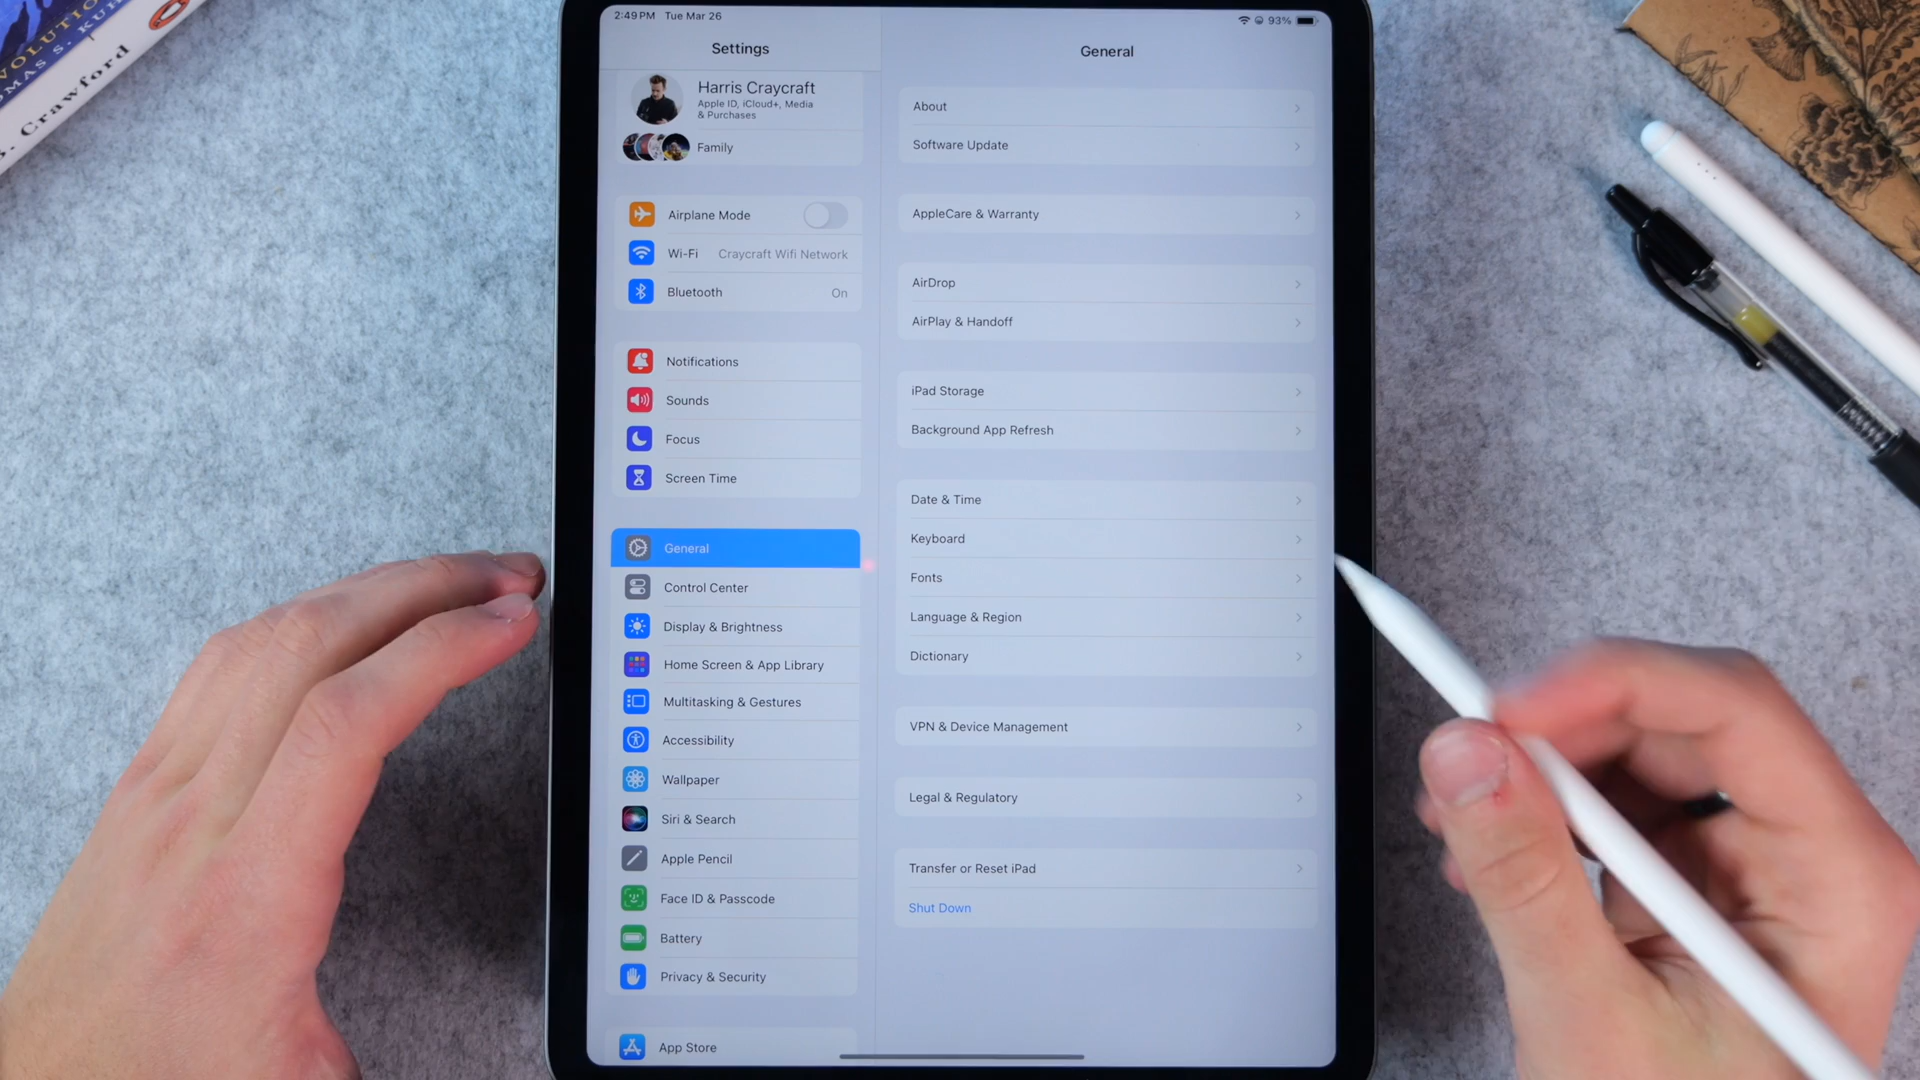 VOLUTIO
OMAS S. KUH
S. Crawford
2:49 PM Tue Mar 26
93%
Settings
Harris Craycraft
Apple ID, iCloud+, Media
& Purchases
Family
Airplane Mode
Wi-Fi Craycraft Wifi Network
Bluetooth On
Notifications
Sounds
Focus
Screen Time
General
Control Center
Display & Brightness
Home Screen & App Library
Multitasking & Gestures
Accessibility
Wallpaper
Siri & Search
Apple Pencil
Face ID & Passcode
Battery
Privacy & Security
App Store
General
About
Software Update
AppleCare & Warranty
AirDrop
AirPlay & Handoff
iPad Storage
Background App Refresh
Date & Time
Keyboard
Fonts
Language & Region
Dictionary
VPN & Device Management
Legal & Regulatory
Transfer or Reset iPad
Shut Down